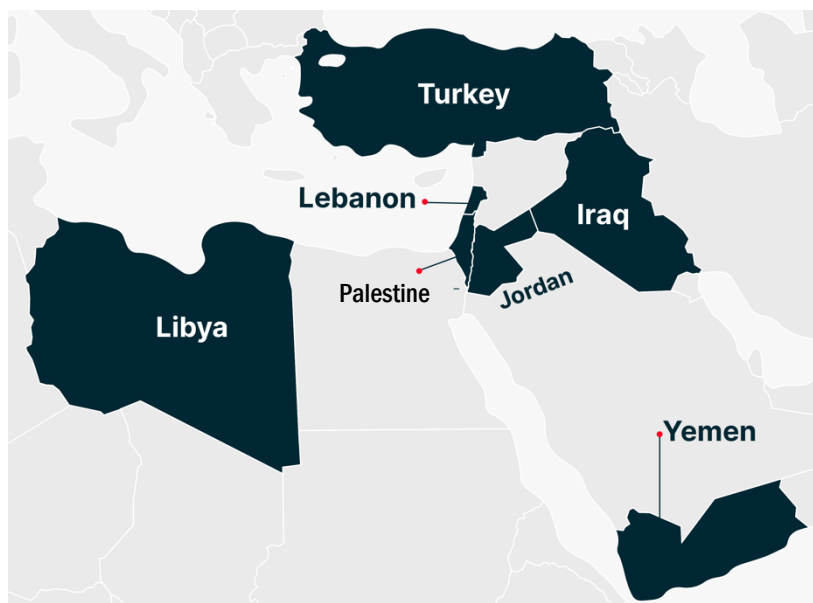 Turkey
Lebanon
Iraq
Palestine
Jordan
Libya
Yemen